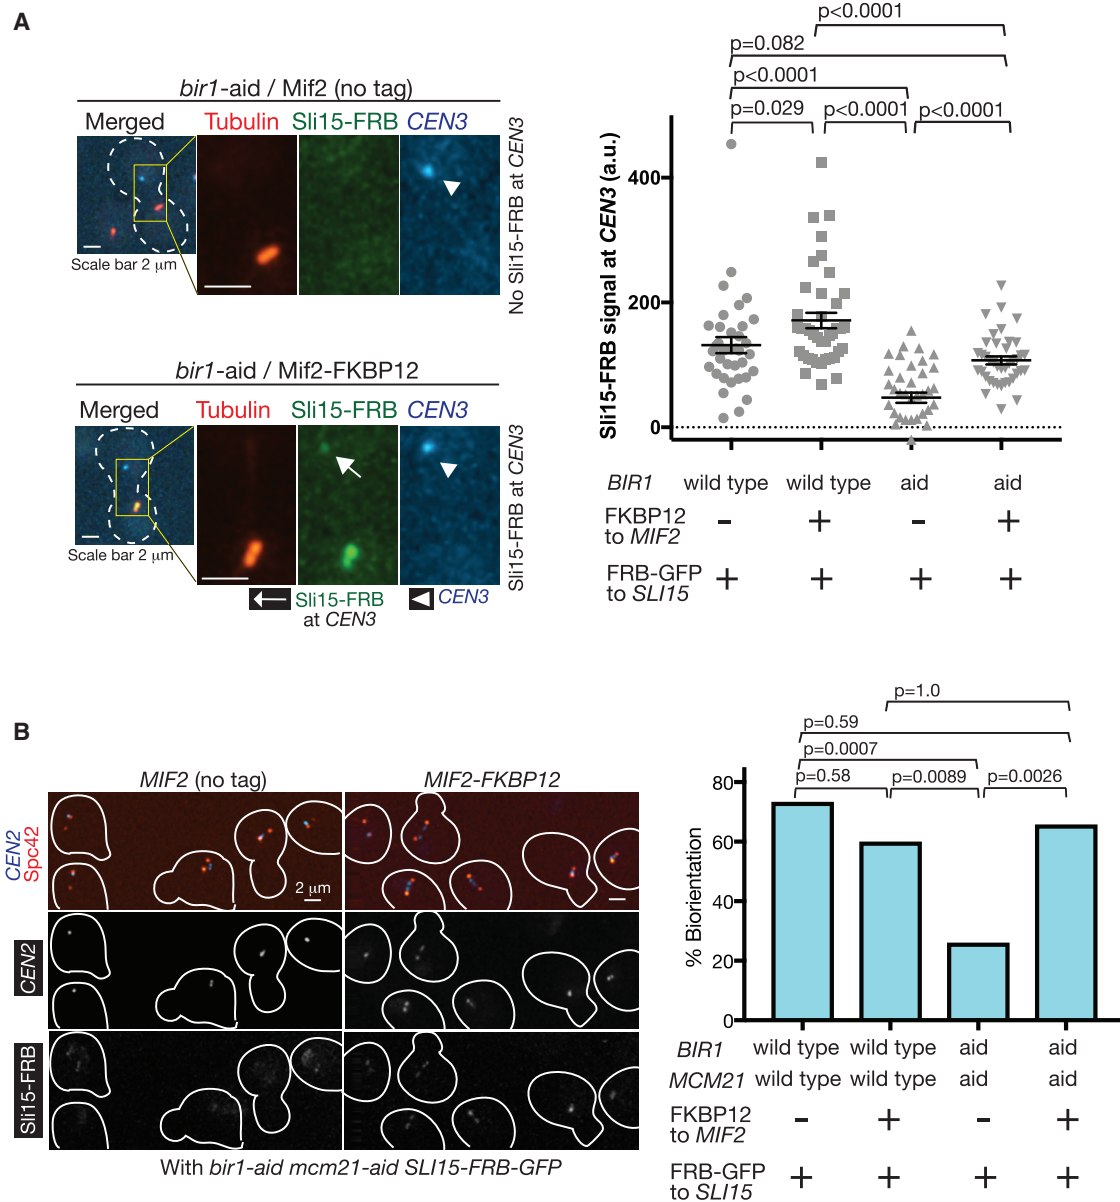 A
bir1-aid / Mif2 (no tag)
Merged
Tubulin Sli15-FRB CEN3
No Sli15-FRB at CEN3
Scale bar 2 μm
bir1-aid / Mif2-FKBP12
Merged
Tubulin Sli15-FRB CEN3
Sli15-FRB at CEN3
Scale bar 2 μm
Sli15-FRB
at CEN3
CEN3
p<0.0001
p=0.082
p<0.0001
p=0.029 p<0.0001 p<0.0001
Sli15-FRB signal at CEN3 (a.u.)
400
200
0
BIR1 wild type wild type aid aid
FKBP12
to MIF2 - + - +
FRB-GFP
to SLI15 + + + +
B
MIF2 (no tag)
MIF2-FKBP12
CEN2
Spc42
2 μm
CEN2
Sli15-FRB
With bir1-aid mcm21-aid SLI15-FRB-GFP
p=1.0
p=0.59
p=0.0007
p=0.58 p=0.0089 p=0.0026
% Biorientation
80
60
40
20
0
BIR1 wild type wild type aid aid
MCM21 wild type wild type aid aid
FKBP12
to MIF2 - + - +
FRB-GFP
to SLI15 + + + +